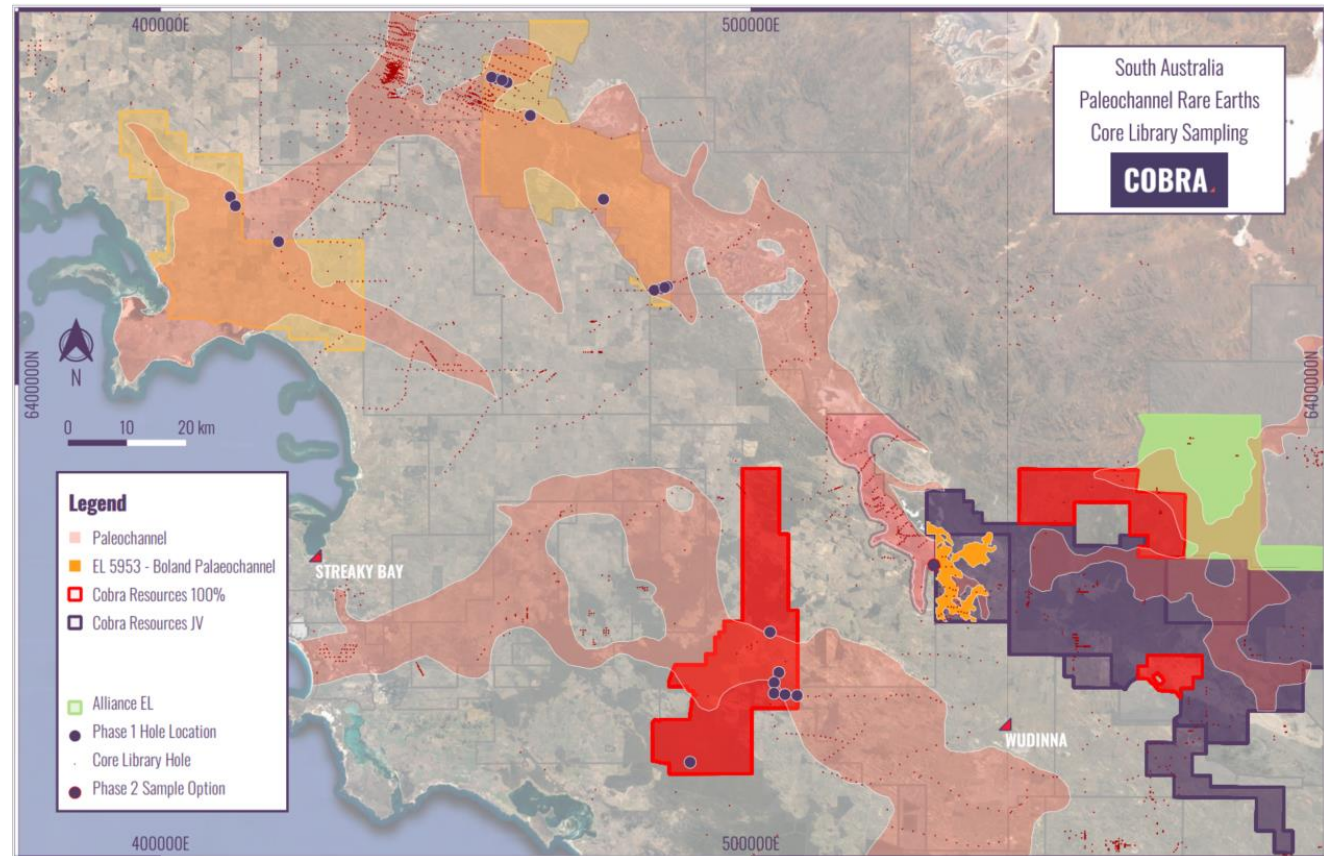 400000E
500000E
South Australia
Paleochannel Rare Earths
Core Library Sampling
COBRA.
6400000N
6400000N
N
0 10 20 km
Legend
Paleochannel
EL 5953 - Boland Palaeochannel
Cobra Resources 100%
Cobra Resources JV
Alliance EL
Phase 1 Hole Location
Core Library Hole
Phase 2 Sample Option
STREAKY BAY
WUDINNA
400000E
500000E